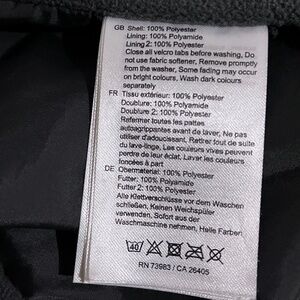 GB Shell: 100% Polyester
Lining: 100% Polyamide
Lining 2: 100% Polyester
Close all velcro tabs before washing, Do
not use fabric softener, Remove promptly
from the washer, Some fading may occur
on bright colours, Wash dark colours
separately
FR Tissu extérieur: 100% Polyester
Doublure: 100% Polyamide
Doublure 2: 100% Polyester
Refermer toutes les pattes
autoagrippantes avant de laver, Ne pas
utiliser d'adoucissant, Retirer tout de suite
du lave-linge, Les couleurs vives peuvent
perdre de leur éclat, Laver les couleurs
foncées à part
DE Obermaterial: 100% Polyester
Futter: 100% Polyamide
Futter 2: 100% Polyester
Alle Klettverschlüsse vor dem Waschen
schließen, Keinen Weichspüler
verwenden, Sofort aus der
Waschmaschine nehmen, Helle Farben
40
RN 73983 / CA 26405